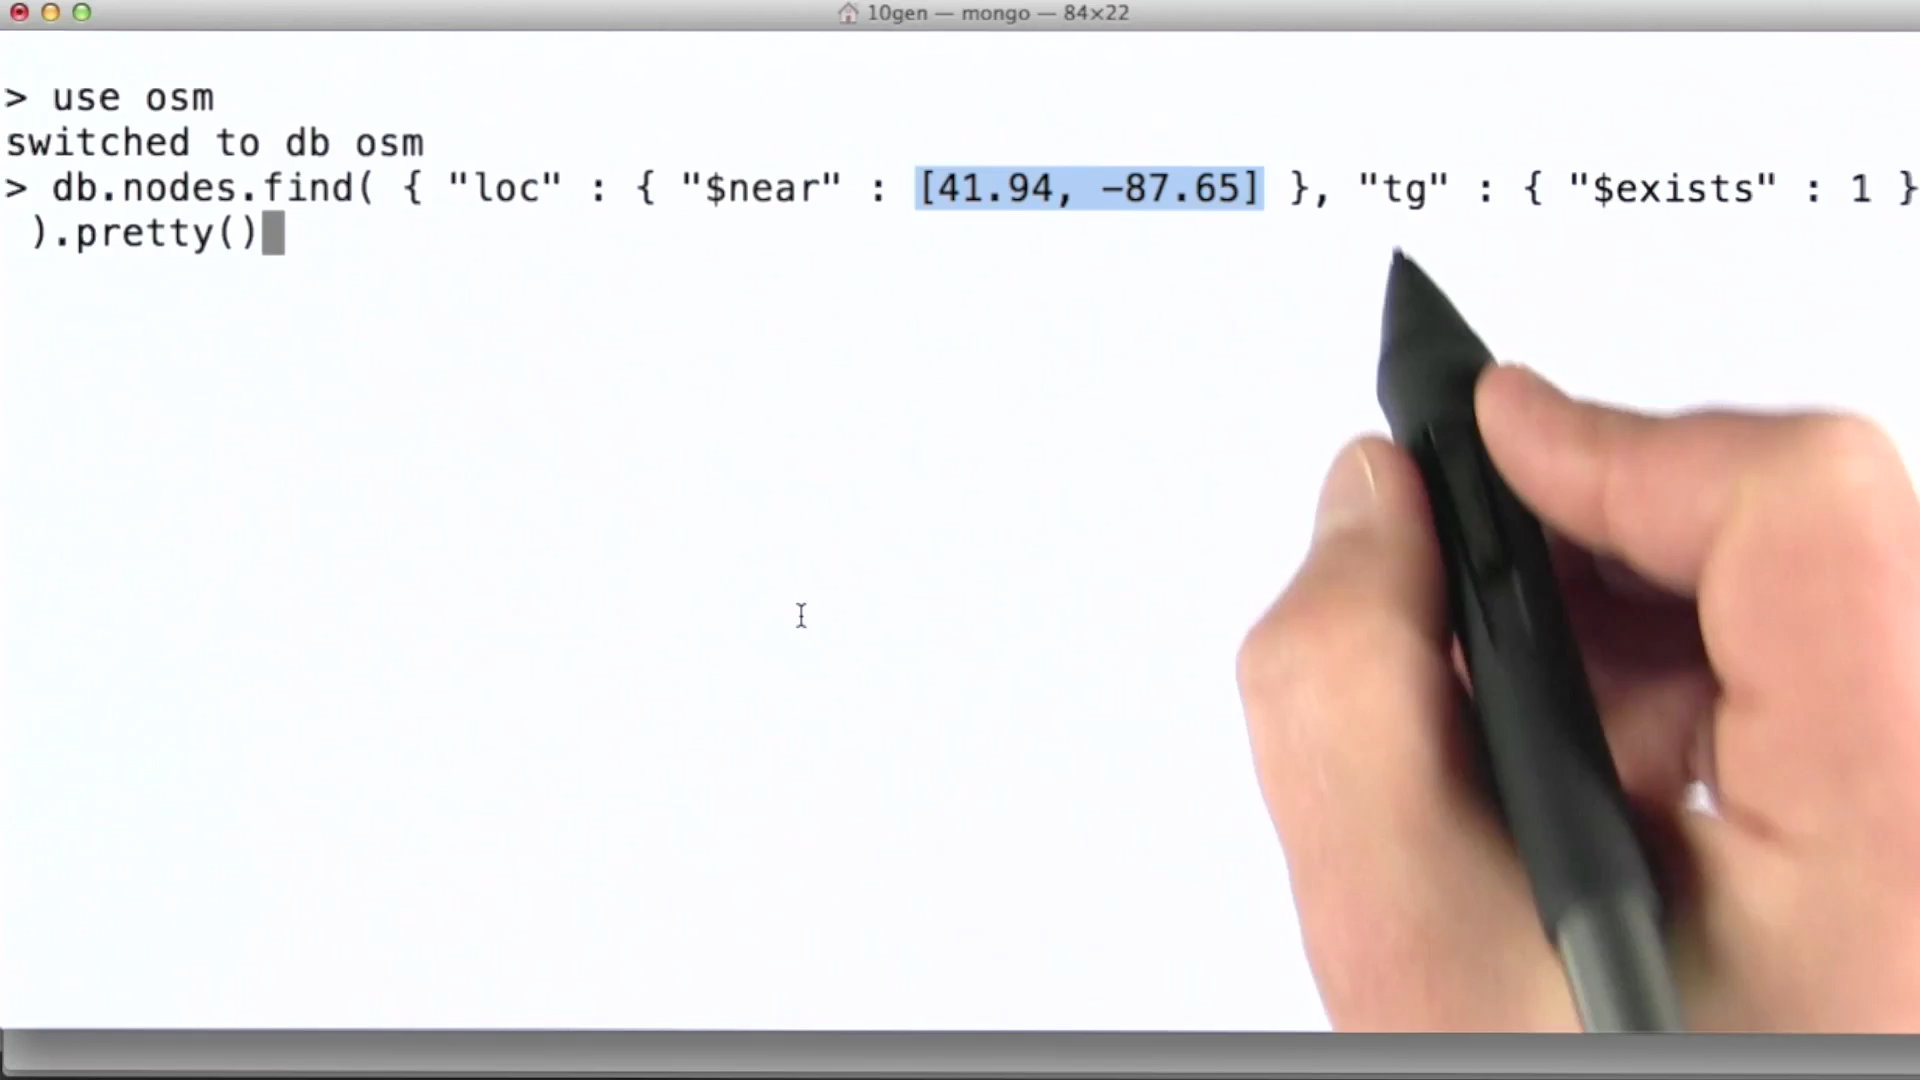 10gen — mongo — 84×22
> use osm
switched to db osm
> db.nodes.find( { "loc" : { "$near" : [41.94, -87.65] }, "tg" : { "$exists" : 1 }
).pretty()